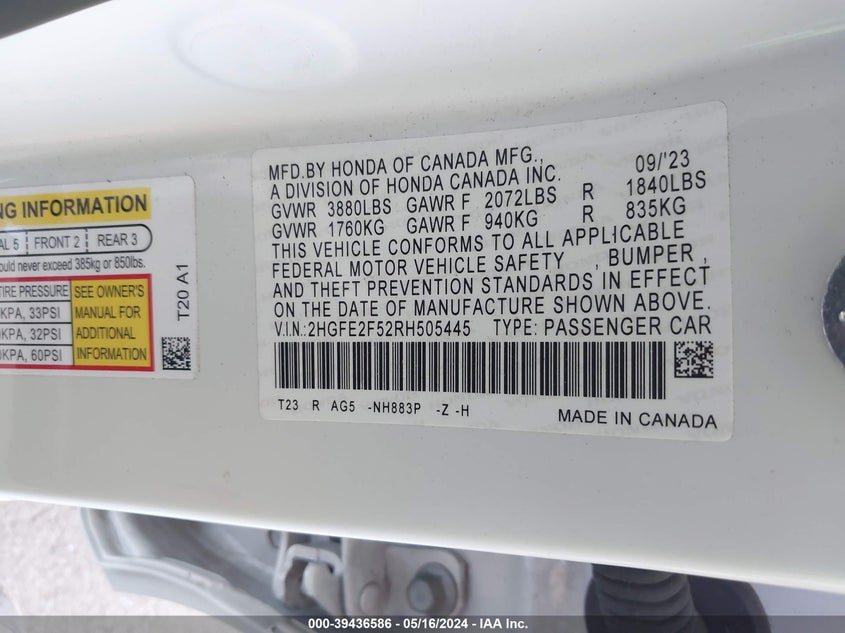 NG INFORMATION
AL 5 FRONT 2 REAR 3
ould never exceed 385kg or 850lbs.
TIRE PRESSURE
KPA, 33PSI
KPA, 32PSI
0KPA, 60PSI
SEE OWNER'S
MANUAL FOR
ADDITIONAL
INFORMATION
T20 A1
MFD.BY HONDA OF CANADA MFG., 09/'23
A DIVISION OF HONDA CANADA INC.
GVWR 3880LBS GAWR F 2072LBS R 1840LBS
GVWR 1760KG GAWR F 940KG R 835KG
THIS VEHICLE CONFORMS TO ALL APPLICABLE
FEDERAL MOTOR VEHICLE SAFETY , BUMPER ,
AND THEFT PREVENTION STANDARDS IN EFFECT
ON THE DATE OF MANUFACTURE SHOWN ABOVE.
V.I.N.:2HGFE2F52RH505445 TYPE: PASSENGER CAR
T23 R AG5 -NH883P -Z -H
MADE IN CANADA
000-39436586 - 05/16/2024 - IAA Inc.